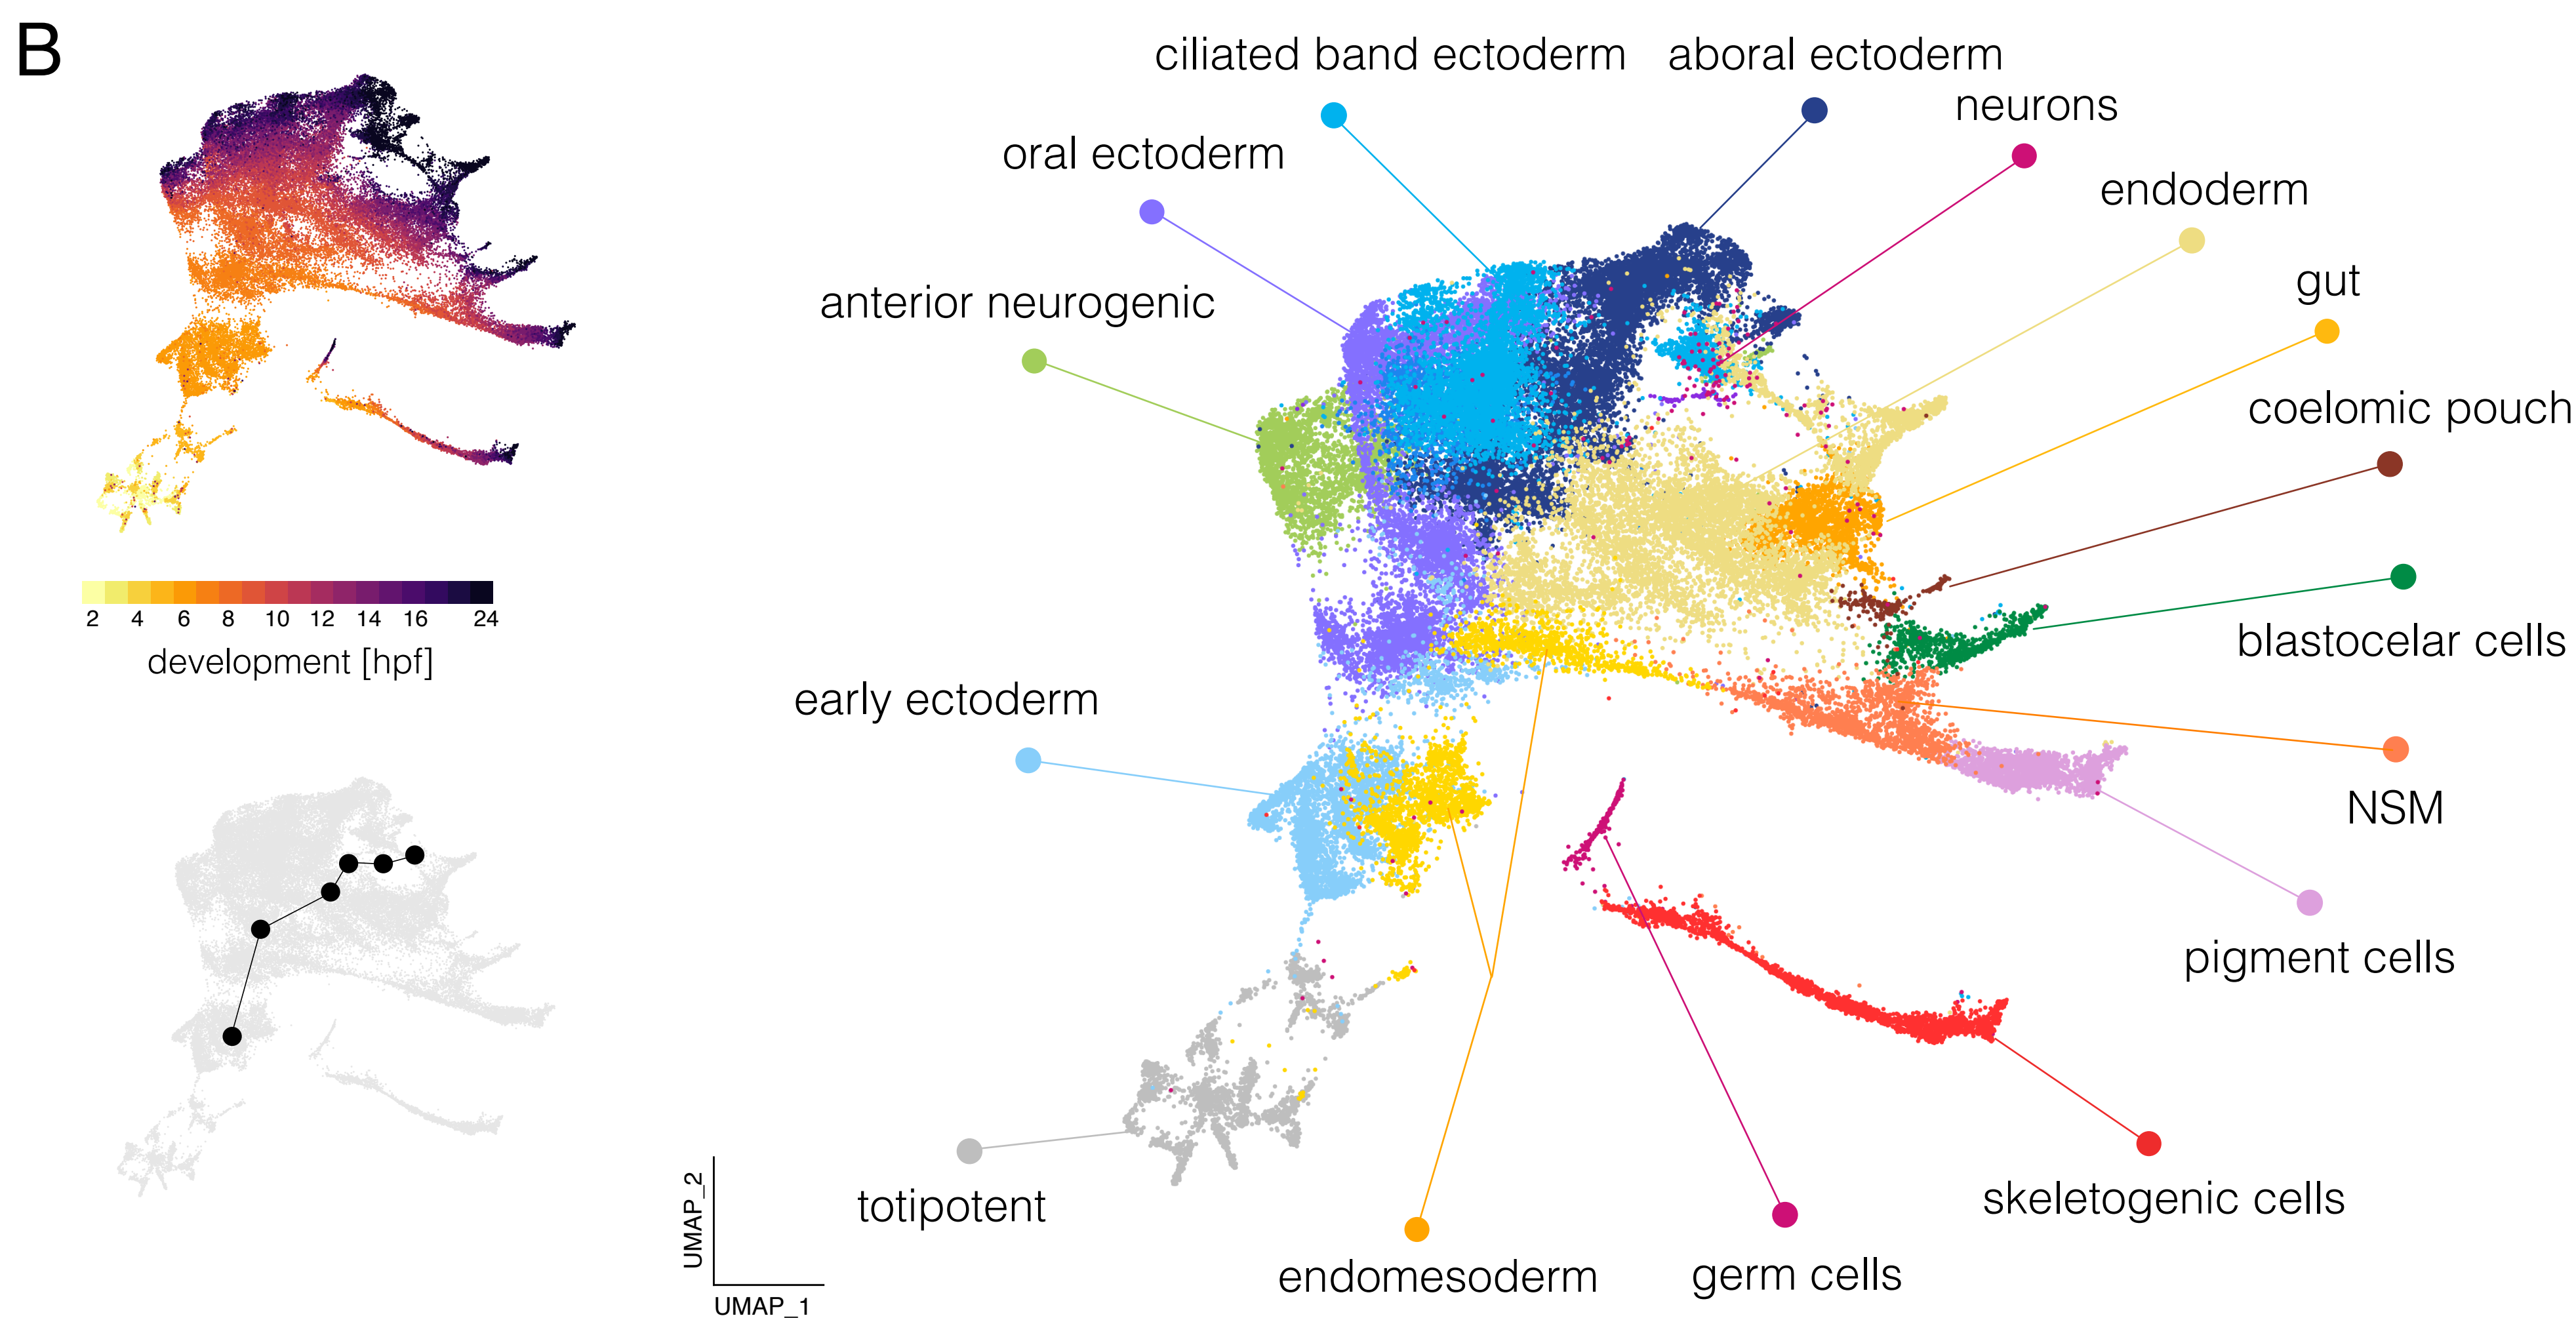 B
ciliated band ectoderm
aboral ectoderm
neurons
oral ectoderm
endoderm
anterior neurogenic
gut
coelomic pouch
2 4 6 8 10 12 14 16 24
development [hpf]
blastocelar cells
early ectoderm
NSM
pigment cells
totipotent
skeletogenic cells
endomesoderm
germ cells
UMAP_2
UMAP_1